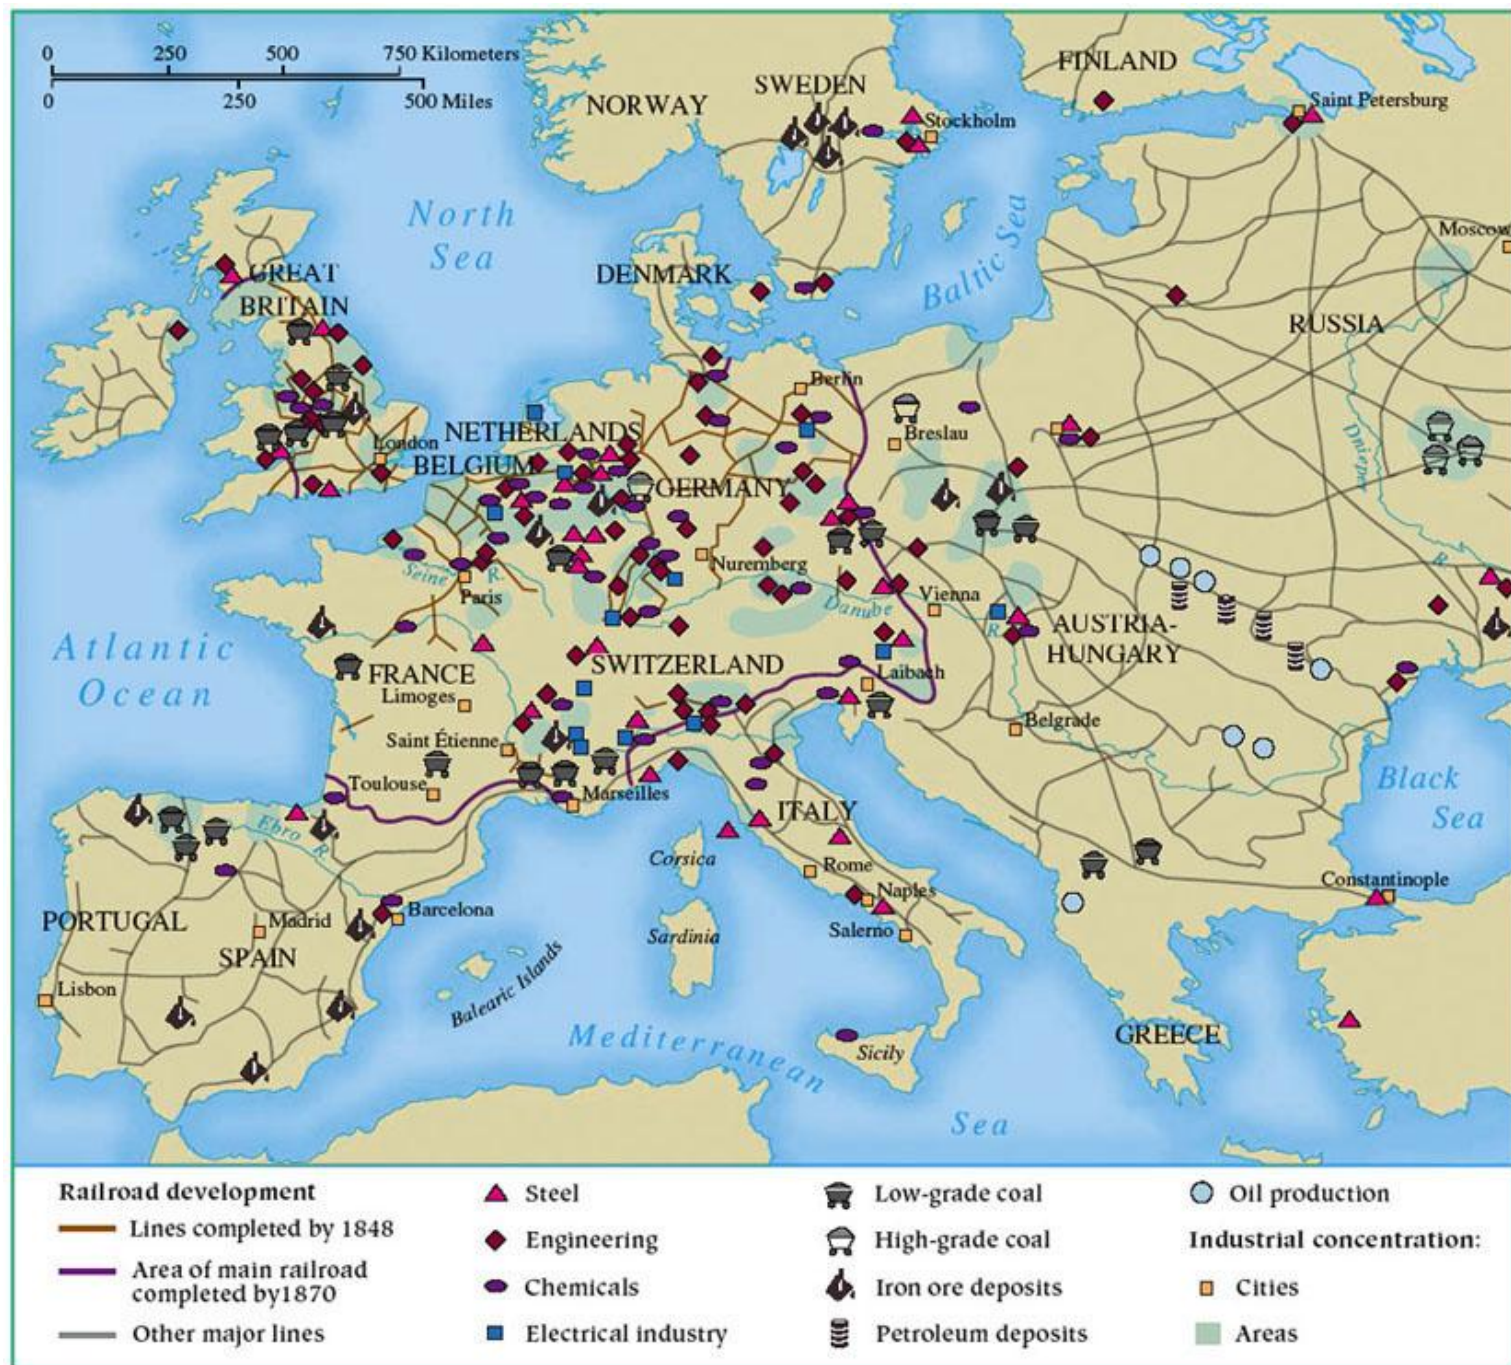 0 250 500 750 Kilometers
0 250 500 Miles
NORWAY
SWEDEN
FINLAND
Stockholm
Saint Petersburg
Moscow
North
Sea
Baltic Sea
DENMARK
GREAT
BRITAIN
RUSSIA
London
NETHERLANDS
BELGIUM
Berlin
Breslau
GERMANY
Dnieper
R.
Nuremberg
Seine R.
Paris
Danube
R.
Vienna
AUSTRIA-
HUNGARY
Atlantic
Ocean
FRANCE
SWITZERLAND
Limoges
Laibach
Saint Étienne
Belgrade
Toulouse
Marseilles
ITALY
Black
Sea
Ebro R.
Corsica
Rome
Naples
Salerno
Constantinople
PORTUGAL
Madrid
SPAIN
Barcelona
Lisbon
Balearic Islands
Sardinia
Mediterranean
Sea
Sicily
GREECE
Railroad development
Lines completed by 1848
Area of main railroad
completed by1870
Other major lines
Steel
Engineering
Chemicals
Electrical industry
Low-grade coal
High-grade coal
Iron ore deposits
Petroleum deposits
Oil production
Industrial concentration:
Cities
Areas